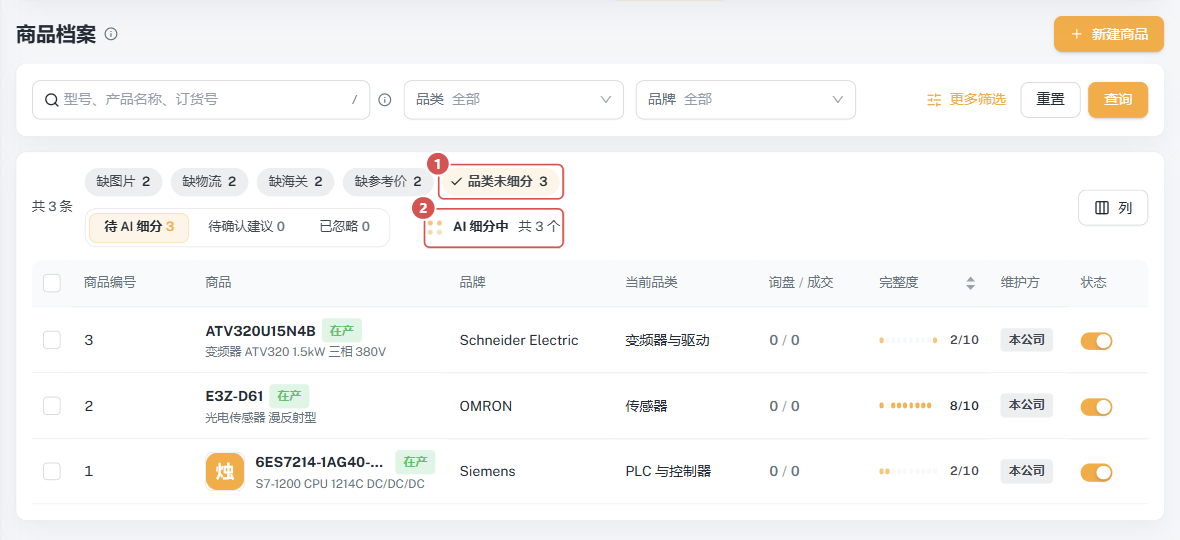 商品档案
+ 新建商品
型号、产品名称、订货号 /
品类 全部
品牌 全部
更多筛选
重置
查询
共 3 条
缺图片 2
缺物流 2
缺海关 2
缺参考价 2
1
品类未细分 3
待 AI 细分 3
待确认建议 0
已忽略 0
2
AI 细分中 共 3 个
列
商品编号 商品 品牌 当前品类 询盘 / 成交 完整度 维护方 状态
3 ATV320U15N4B 在产 Schneider Electric 变频器与驱动 0 / 0 2/10 本公司
变频器 ATV320 1.5kW 三相 380V
2 E3Z-D61 在产 OMRON 传感器 0 / 0 8/10 本公司
光电传感器 漫反射型
1 烛 6ES7214-1AG40-... 在产 Siemens PLC 与控制器 0 / 0 2/10 本公司
S7-1200 CPU 1214C DC/DC/DC